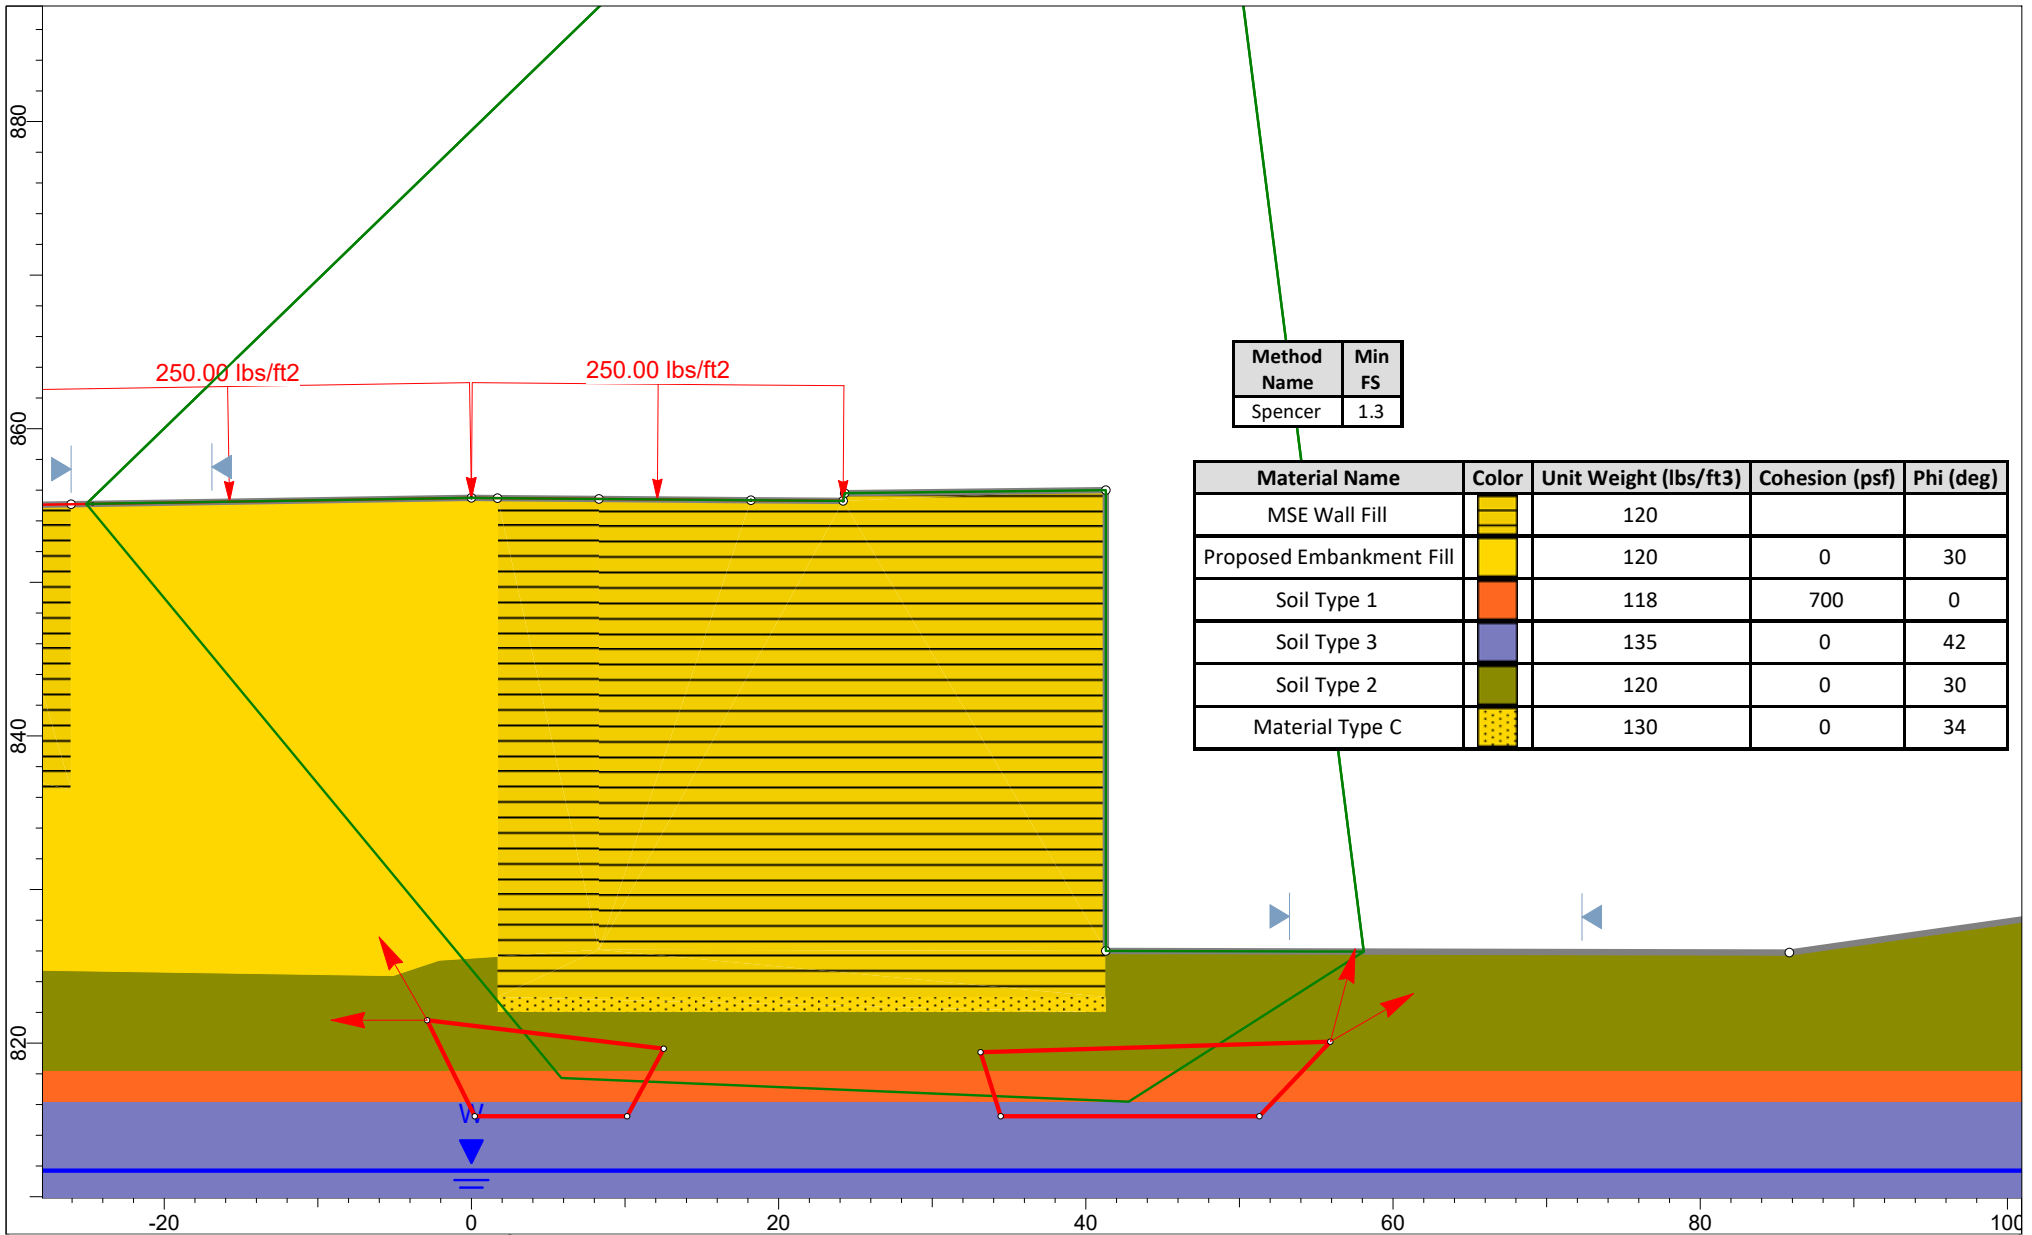 880
860
840
820
250.00 lbs/ft2
250.00 lbs/ft2
Method Name
Min FS
Spencer 1.3
Material Name Color Unit Weight (lbs/ft3) Cohesion (psf) Phi (deg)
MSE Wall Fill 120
Proposed Embankment Fill 120 0 30
Soil Type 1 118 700 0
Soil Type 3 135 0 42
Soil Type 2 120 0 30
Material Type C 130 0 34
W
-20 0 20 40 60 80 100